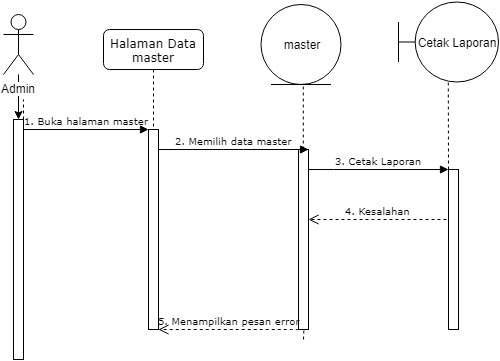 Halaman Data
master
master
Cetak Laporan
Admin
1. Buka halaman master
2. Memilih data master
3. Cetak Laporan
4. Kesalahan
5. Menampilkan pesan error